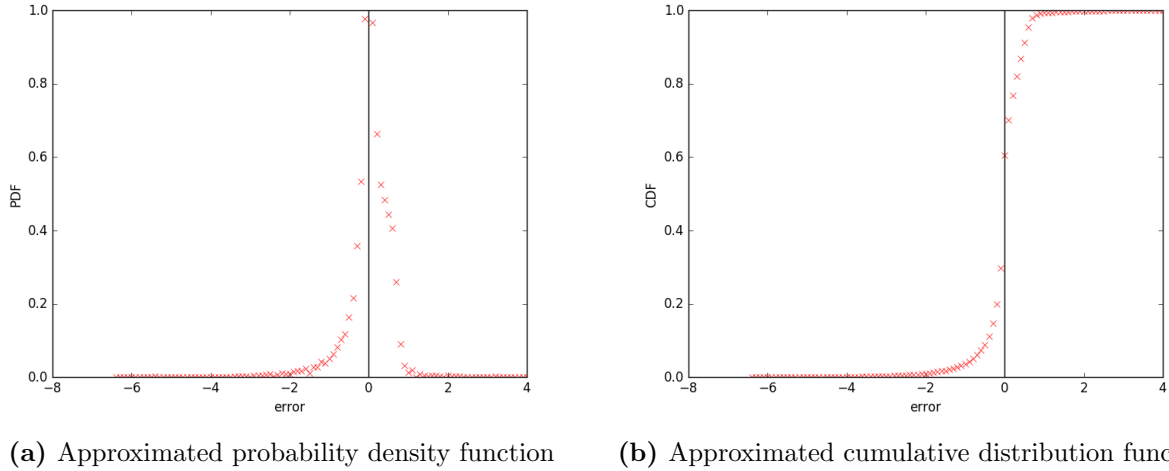 1.0
0.8
0.6
0.4
0.2
0.0
PDF
−8 −6 −4 −2 0 2 4
error
(a) Approximated probability density function
1.0
0.8
0.6
0.4
0.2
0.0
CDF
−8 −6 −4 −2 0 2 4
error
(b) Approximated cumulative distribution func